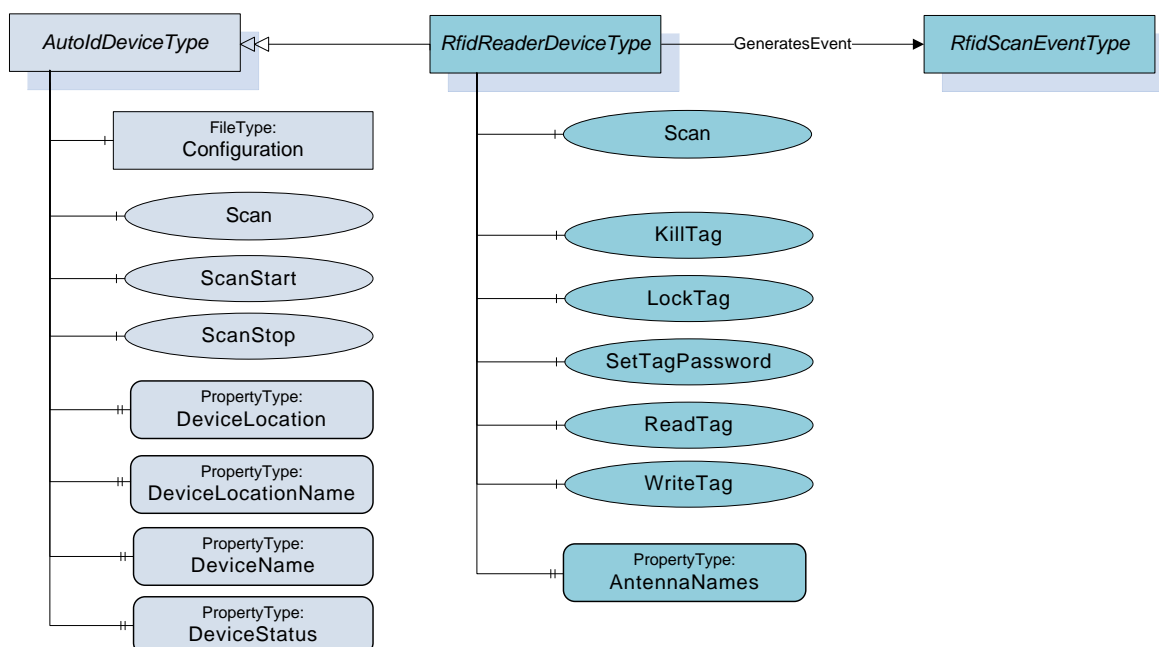 AutoIdDeviceType
RfidReaderDeviceType
GeneratesEvent
RfidScanEventType
FileType:
Configuration
Scan
ScanStart
ScanStop
PropertyType:
DeviceLocation
PropertyType:
DeviceLocationName
PropertyType:
DeviceName
PropertyType:
DeviceStatus
Scan
KillTag
LockTag
SetTagPassword
ReadTag
WriteTag
PropertyType:
AntennaNames